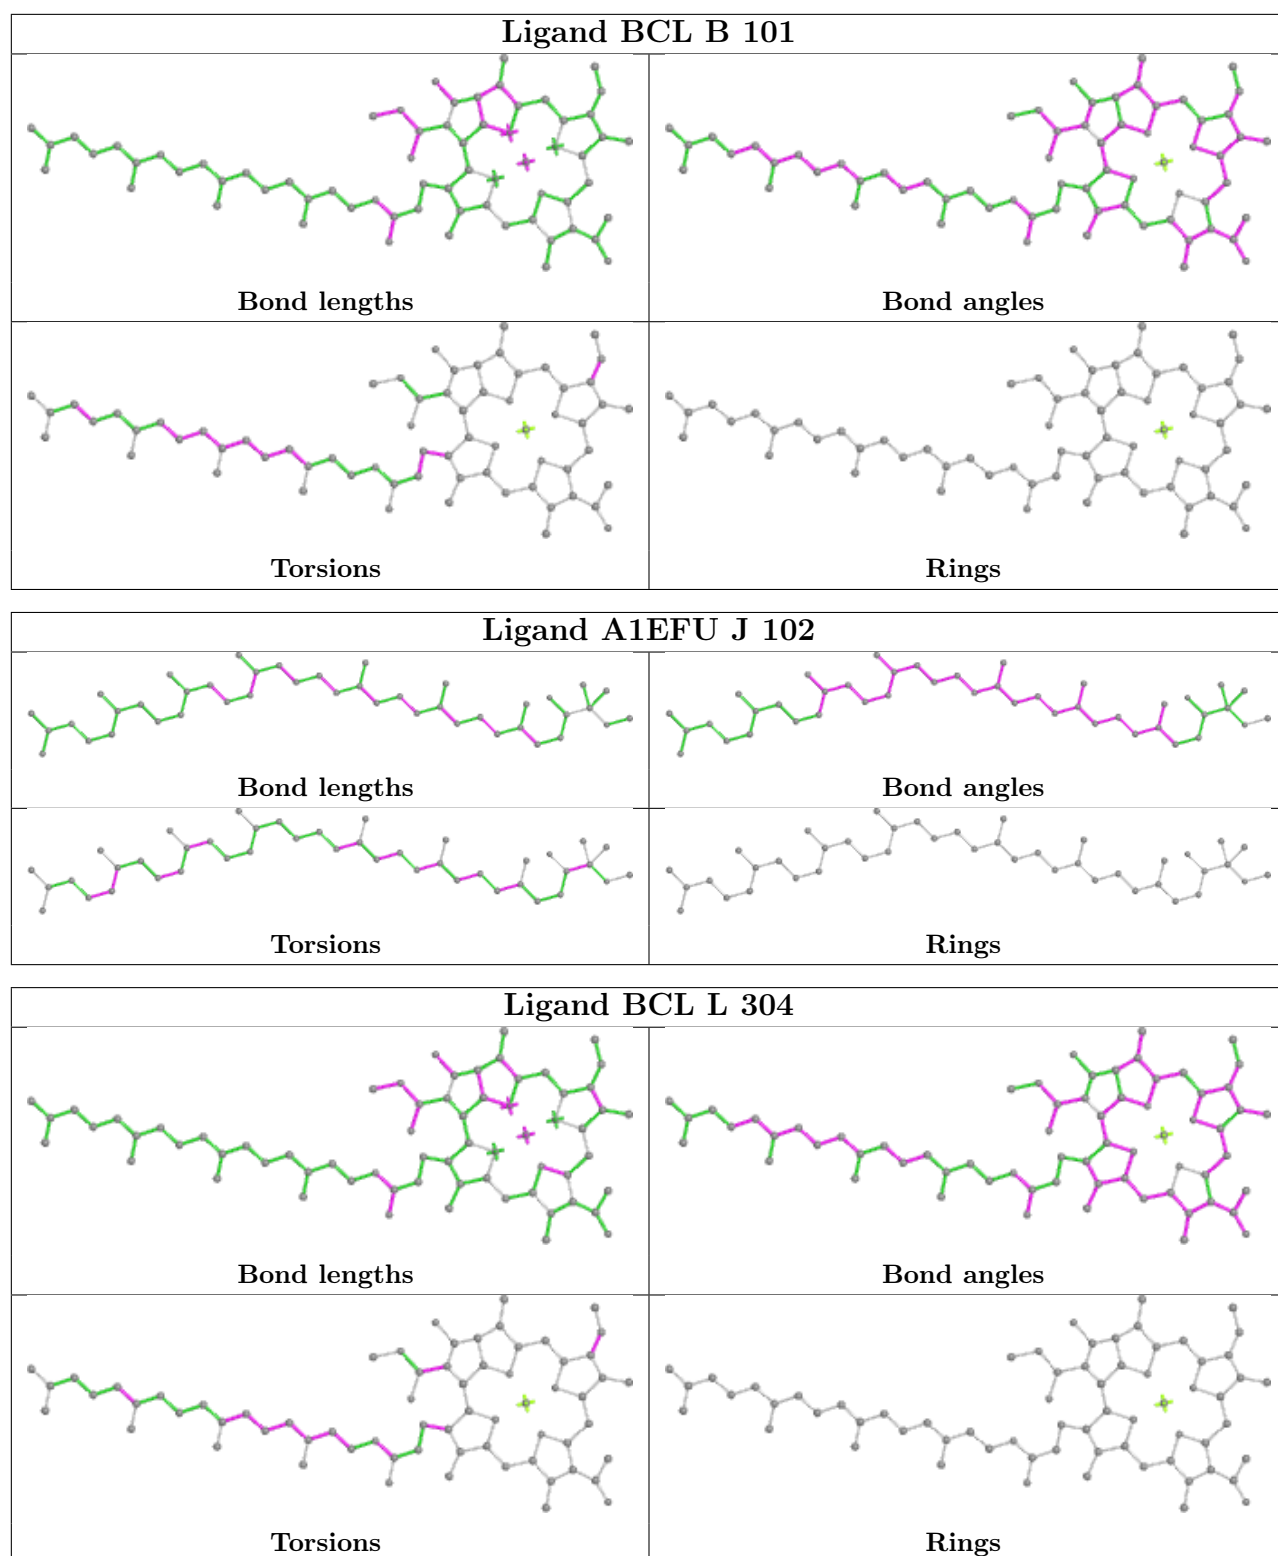 Ligand BCL B 101
Bond lengths
Bond angles
Torsions
Rings
Ligand A1EFU J 102
Bond lengths
Bond angles
Torsions
Rings
Ligand BCL L 304
Bond lengths
Bond angles
Torsions
Rings